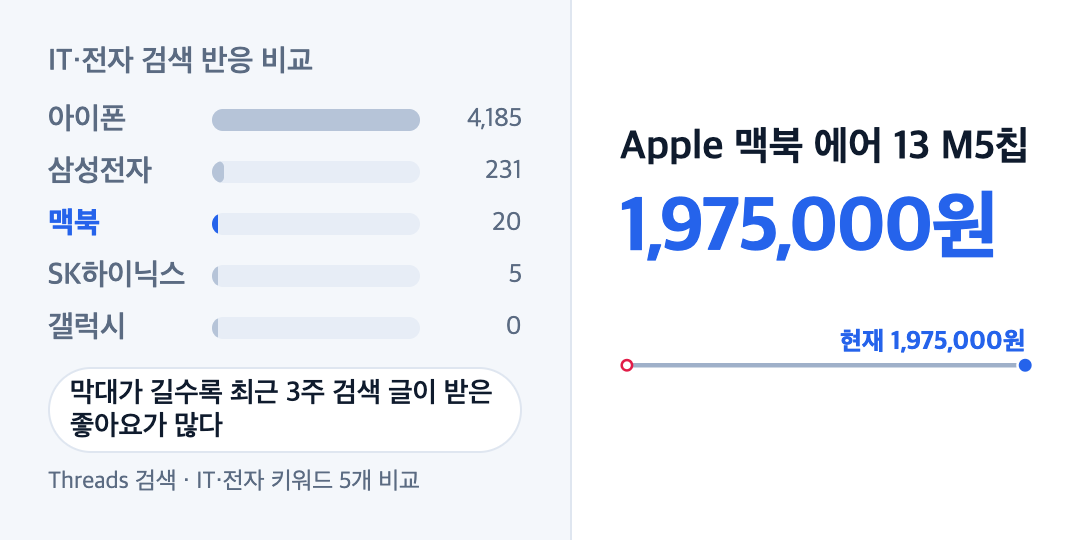 IT·전자 검색 반응 비교
아이폰 4,185
삼성전자 231
맥북 20
SK하이닉스 5
갤럭시 0
막대가 길수록 최근 3주 검색 글이 받은
좋아요가 많다
Threads 검색 · IT·전자 키워드 5개 비교
Apple 맥북 에어 13 M5칩
1,975,000원
현재 1,975,000원